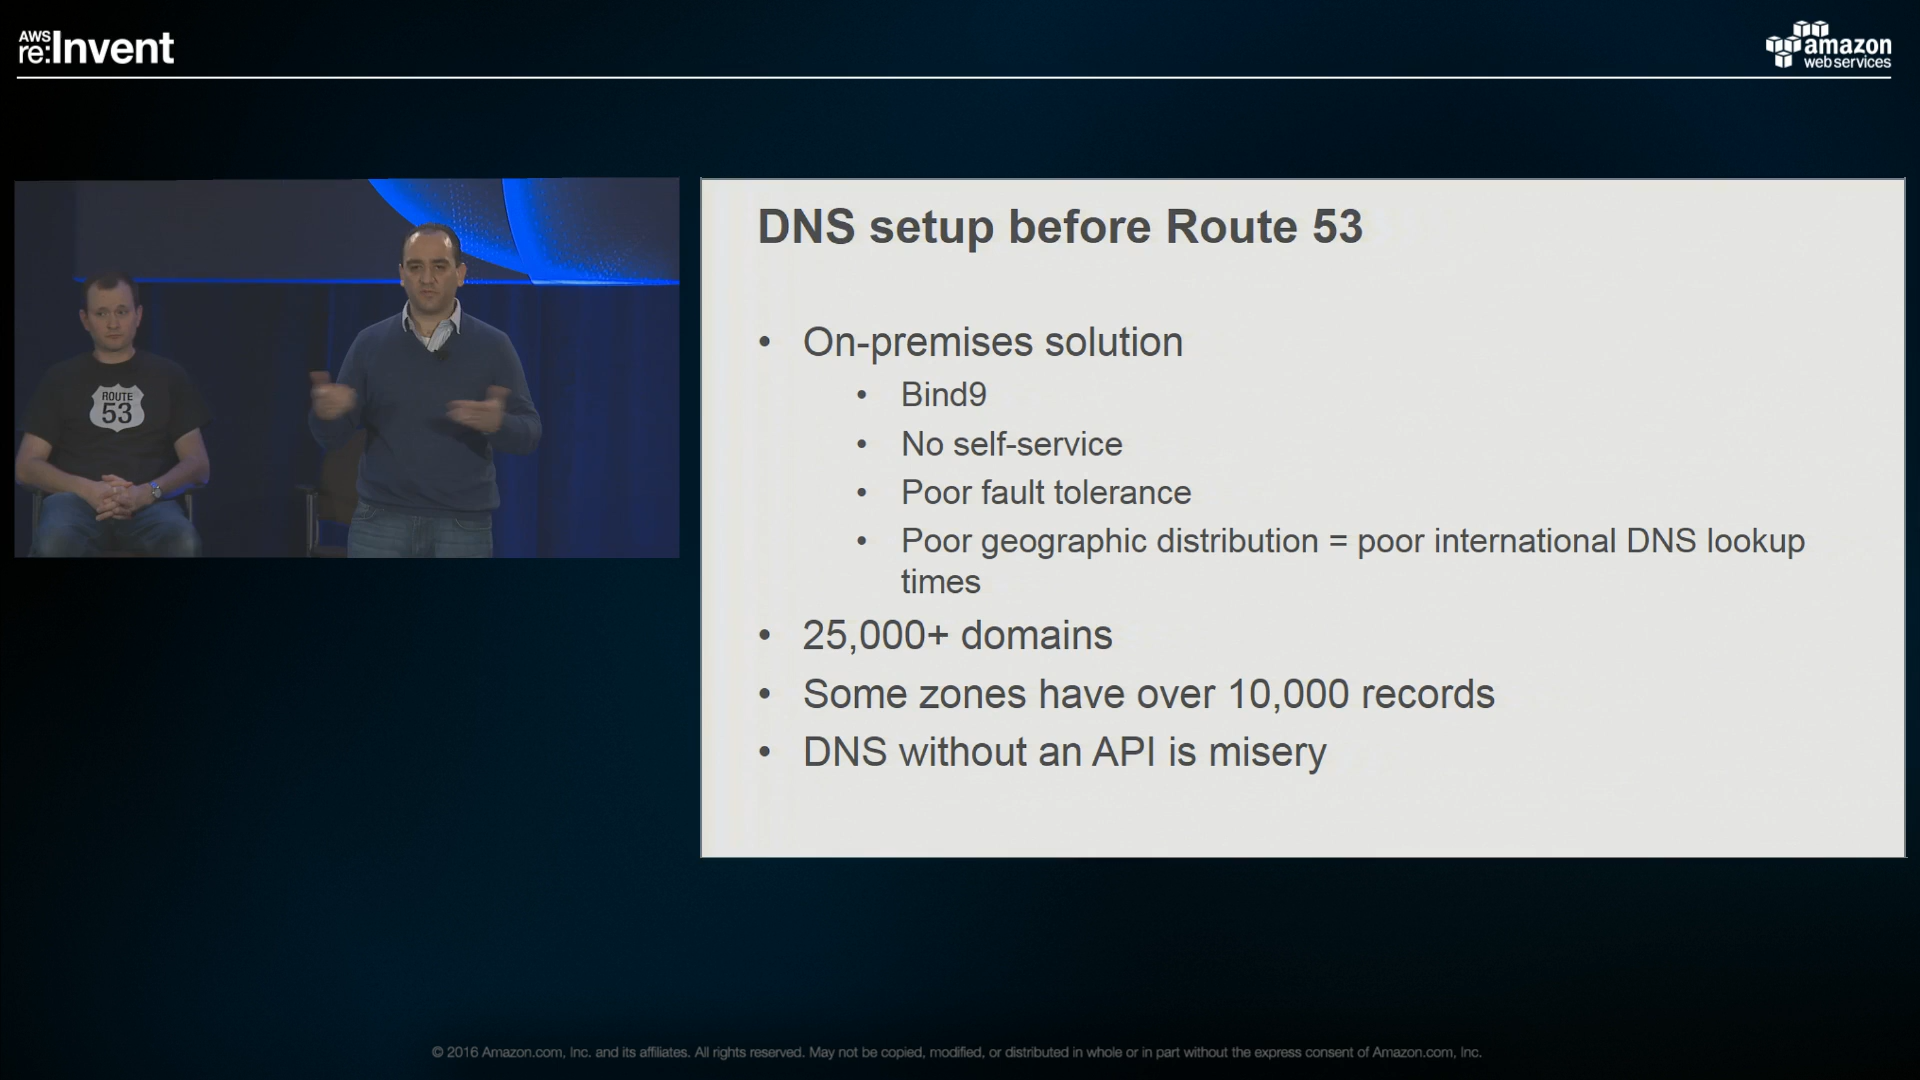 AWS
re:Invent
amazon
web services
ROUTE
53
DNS setup before Route 53
• On-premises solution
• Bind9
• No self-service
• Poor fault tolerance
• Poor geographic distribution = poor international DNS lookup
times
• 25,000+ domains
• Some zones have over 10,000 records
• DNS without an API is misery
© 2016 Amazon.com, Inc. and its affiliates. All rights reserved. May not be copied, modified, or distributed in whole or in part without the express consent of Amazon.com, Inc.